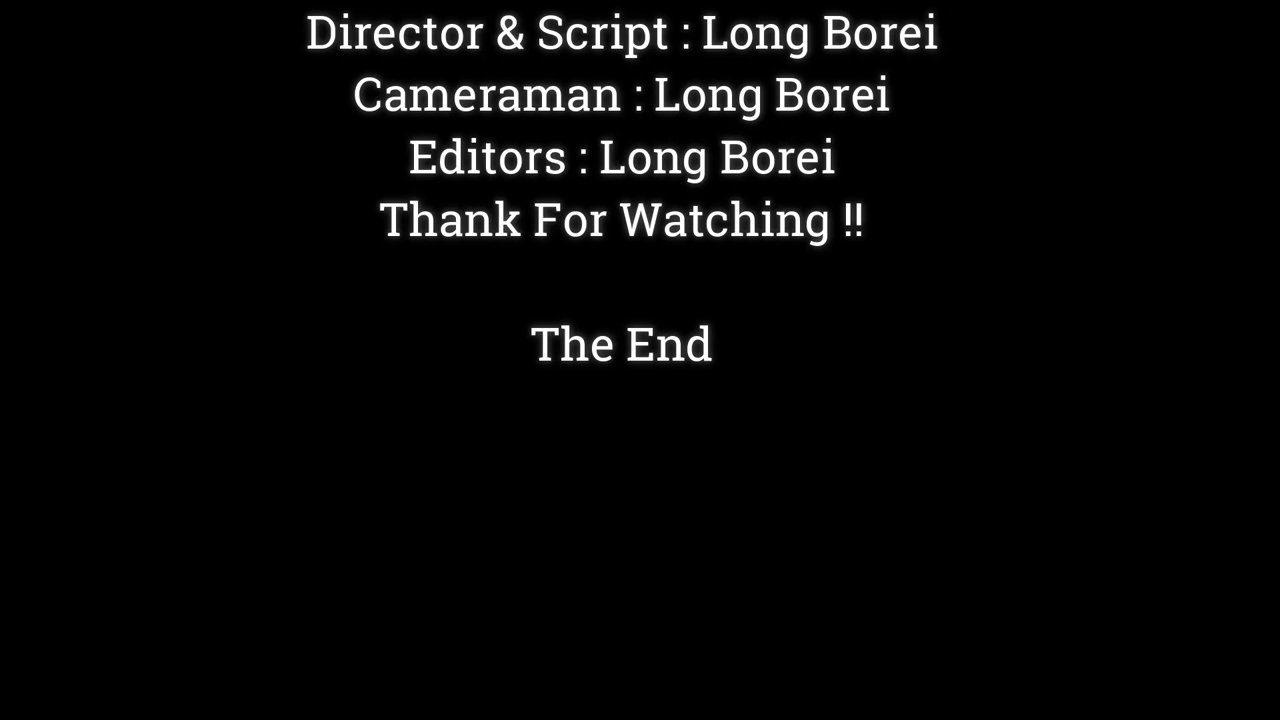 Director & Script : Long Borei
Cameraman : Long Borei
Editors : Long Borei
Thank For Watching !!
The End